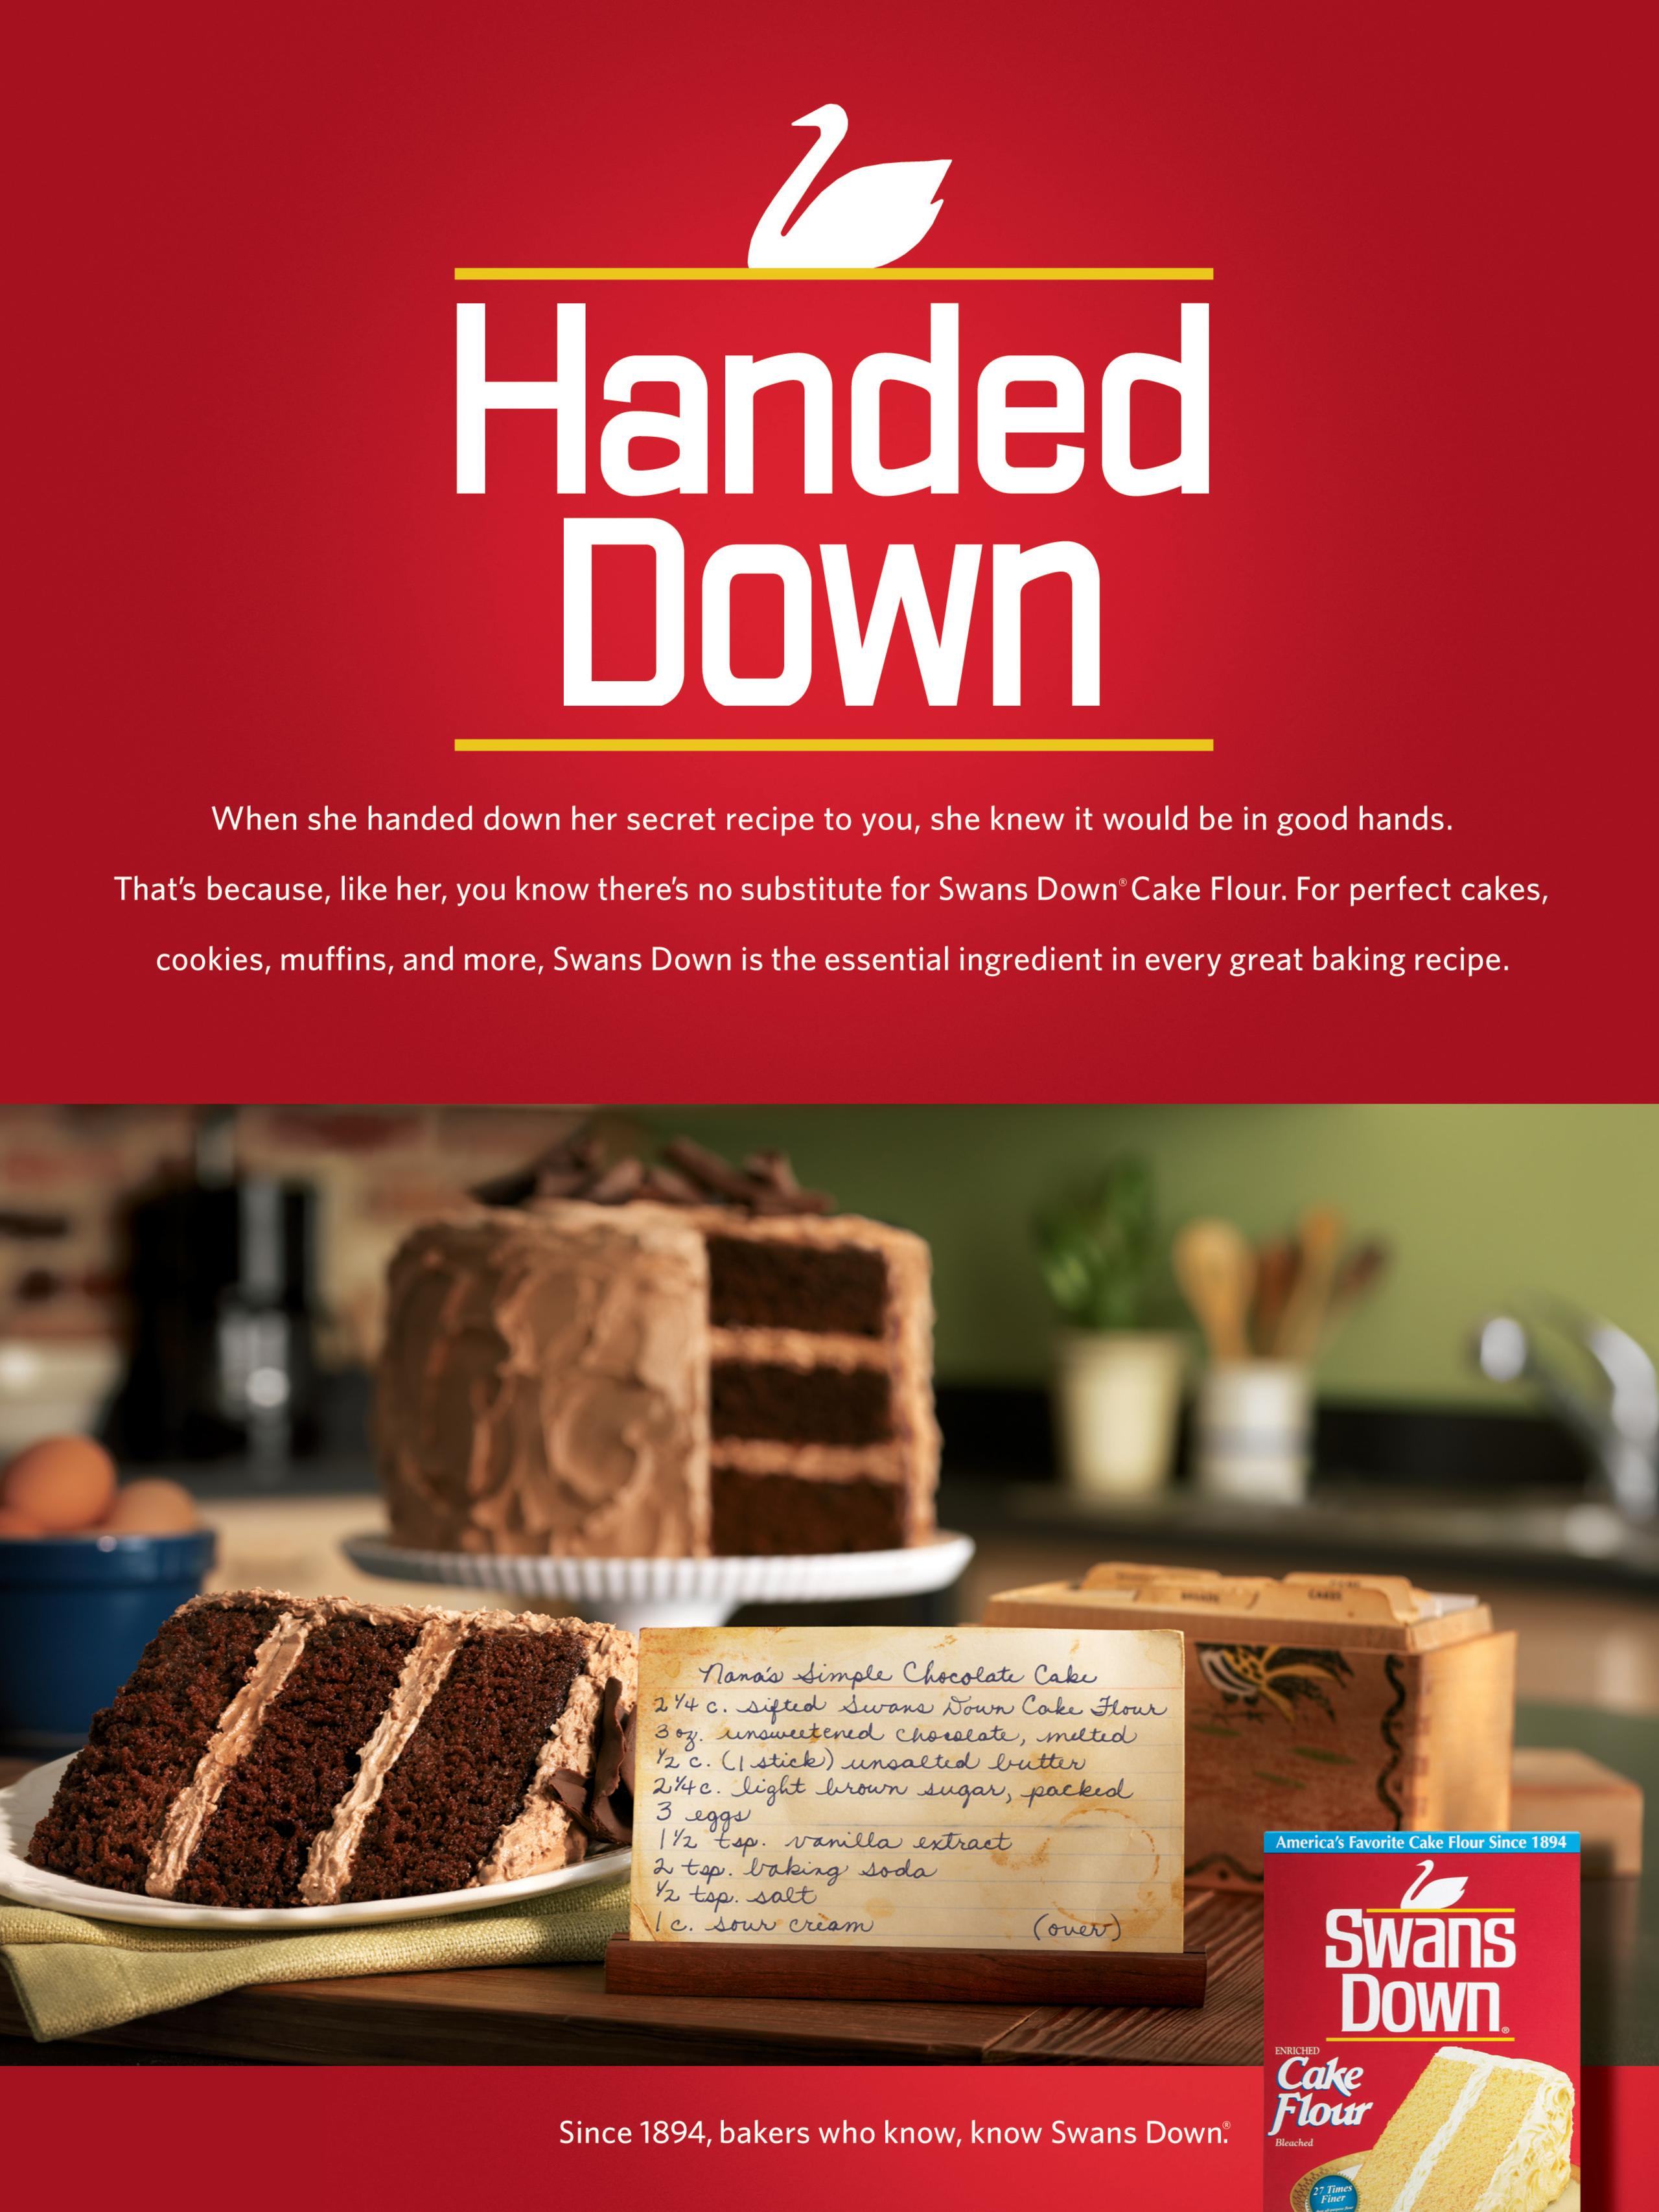 Handed
Down
When she handed down her secret recipe to you, she knew it would be in good hands.
That's because, like her, you know there's no substitute for Swans Down® Cake Flour. For perfect cakes,
cookies, muffins, and more, Swans Down is the essential ingredient in every great baking recipe.
CAKES
Nana's Simple Chocolate Cake
2 1/4 c. sifted Swans Down Cake Flour
3 oz. unsweetened chocolate, melted
1/2 c. (1 stick) unsalted butter
2 1/4 c. light brown sugar, packed
3 eggs
1 1/2 tsp. vanilla extract
2 tsp. baking soda
1/2 tsp. salt
1 c. sour cream (over)
America's Favorite Cake Flour Since 1894
Swans
Down®
ENRICHED
Cake
Flour
Bleached
27 Times
Finer
Since 1894, bakers who know, know Swans Down.®